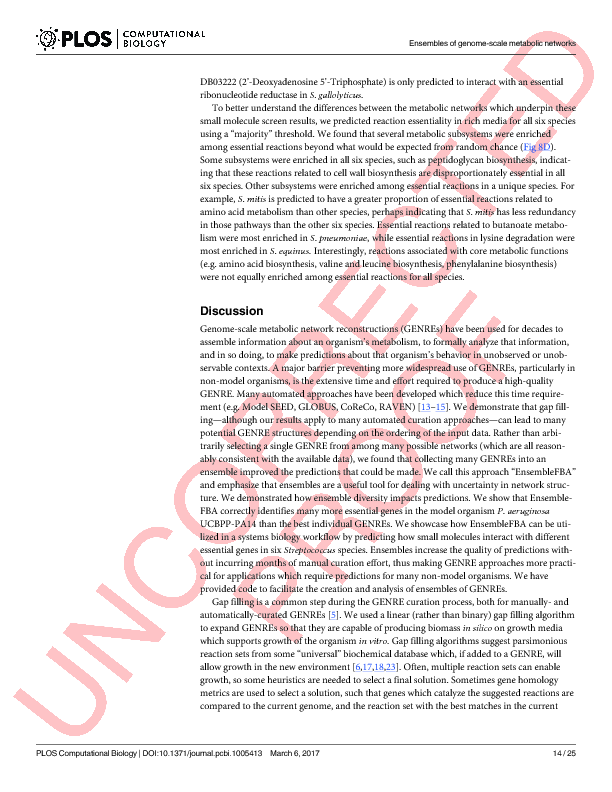 PLOS COMPUTATIONAL
BIOLOGY
Ensembles of genome-scale metabolic networks
DB03222 (2'-Deoxyadenosine 5'-Triphosphate) is only predicted to interact with an essential
ribonucleotide reductase in S. gallolyticus.
To better understand the differences between the metabolic networks which underpin these
small molecule screen results, we predicted reaction essentiality in rich media for all six species
using a “majority” threshold. We found that several metabolic subsystems were enriched
among essential reactions beyond what would be expected from random chance (Fig 8D).
Some subsystems were enriched in all six species, such as peptidoglycan biosynthesis, indicat-
ing that these reactions related to cell wall biosynthesis are disproportionately essential in all
six species. Other subsystems were enriched among essential reactions in a unique species. For
example, S. mitis is predicted to have a greater proportion of essential reactions related to
amino acid metabolism than other species, perhaps indicating that S. mitis has less redundancy
in those pathways than the other six species. Essential reactions related to butanoate metabo-
lism were most enriched in S. pneumoniae, while essential reactions in lysine degradation were
most enriched in S. equinus. Interestingly, reactions associated with core metabolic functions
(e.g. amino acid biosynthesis, valine and leucine biosynthesis, phenylalanine biosynthesis)
were not equally enriched among essential reactions for all species.
Discussion
Genome-scale metabolic network reconstructions (GENREs) have been used for decades to
assemble information about an organism's metabolism, to formally analyze that information,
and in so doing, to make predictions about that organism's behavior in unobserved or unob-
servable contexts. A major barrier preventing more widespread use of GENREs, particularly in
non-model organisms, is the extensive time and effort required to produce a high-quality
GENRE. Many automated approaches have been developed which reduce this time require-
ment (e.g. Model SEED, GLOBUS, CoReCo, RAVEN) [13–15]. We demonstrate that gap fill-
ing—although our results apply to many automated curation approaches—can lead to many
potential GENRE structures depending on the ordering of the input data. Rather than arbi-
trarily selecting a single GENRE from among many possible networks (which are all reason-
ably consistent with the available data), we found that collecting many GENREs into an
ensemble improved the predictions that could be made. We call this approach “EnsembleFBA”
and emphasize that ensembles are a useful tool for dealing with uncertainty in network struc-
ture. We demonstrated how ensemble diversity impacts predictions. We show that Ensemble-
FBA correctly identifies many more essential genes in the model organism P. aeruginosa
UCBPP-PA14 than the best individual GENREs. We showcase how EnsembleFBA can be uti-
lized in a systems biology workflow by predicting how small molecules interact with different
essential genes in six Streptococcus species. Ensembles increase the quality of predictions with-
out incurring months of manual curation effort, thus making GENRE approaches more practi-
cal for applications which require predictions for many non-model organisms. We have
provided code to facilitate the creation and analysis of ensembles of GENREs.
Gap filling is a common step during the GENRE curation process, both for manually- and
automatically-curated GENREs [5]. We used a linear (rather than binary) gap filling algorithm
to expand GENREs so that they are capable of producing biomass in silico on growth media
which supports growth of the organism in vitro. Gap filling algorithms suggest parsimonious
reaction sets from some “universal” biochemical database which, if added to a GENRE, will
allow growth in the new environment [6,17,18,23]. Often, multiple reaction sets can enable
growth, so some heuristics are needed to select a final solution. Sometimes gene homology
metrics are used to select a solution, such that genes which catalyze the suggested reactions are
compared to the current genome, and the reaction set with the best matches in the current
PLOS Computational Biology | DOI:10.1371/journal.pcbi.1005413 March 6, 2017
14 / 25
UNCORRECTED
PROOF